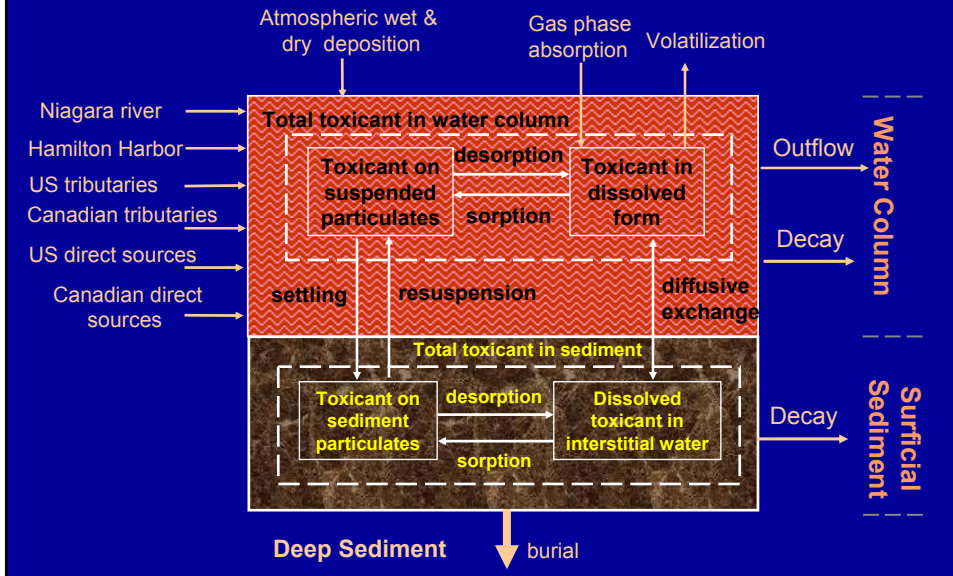 Atmospheric wet &
dry deposition
Gas phase
absorption
Volatilization
Niagara river
Hamilton Harbor
US tributaries
Canadian tributaries
US direct sources
Canadian direct
sources
Total toxicant in water column
Toxicant on
suspended
particulates
desorption
sorption
Toxicant in
dissolved
form
Outflow
Decay
Water Column
settling
resuspension
diffusive
exchange
Total toxicant in sediment
Toxicant on
sediment
particulates
desorption
sorption
Dissolved
toxicant in
interstitial water
Decay
Surficial
Sediment
Deep Sediment
burial